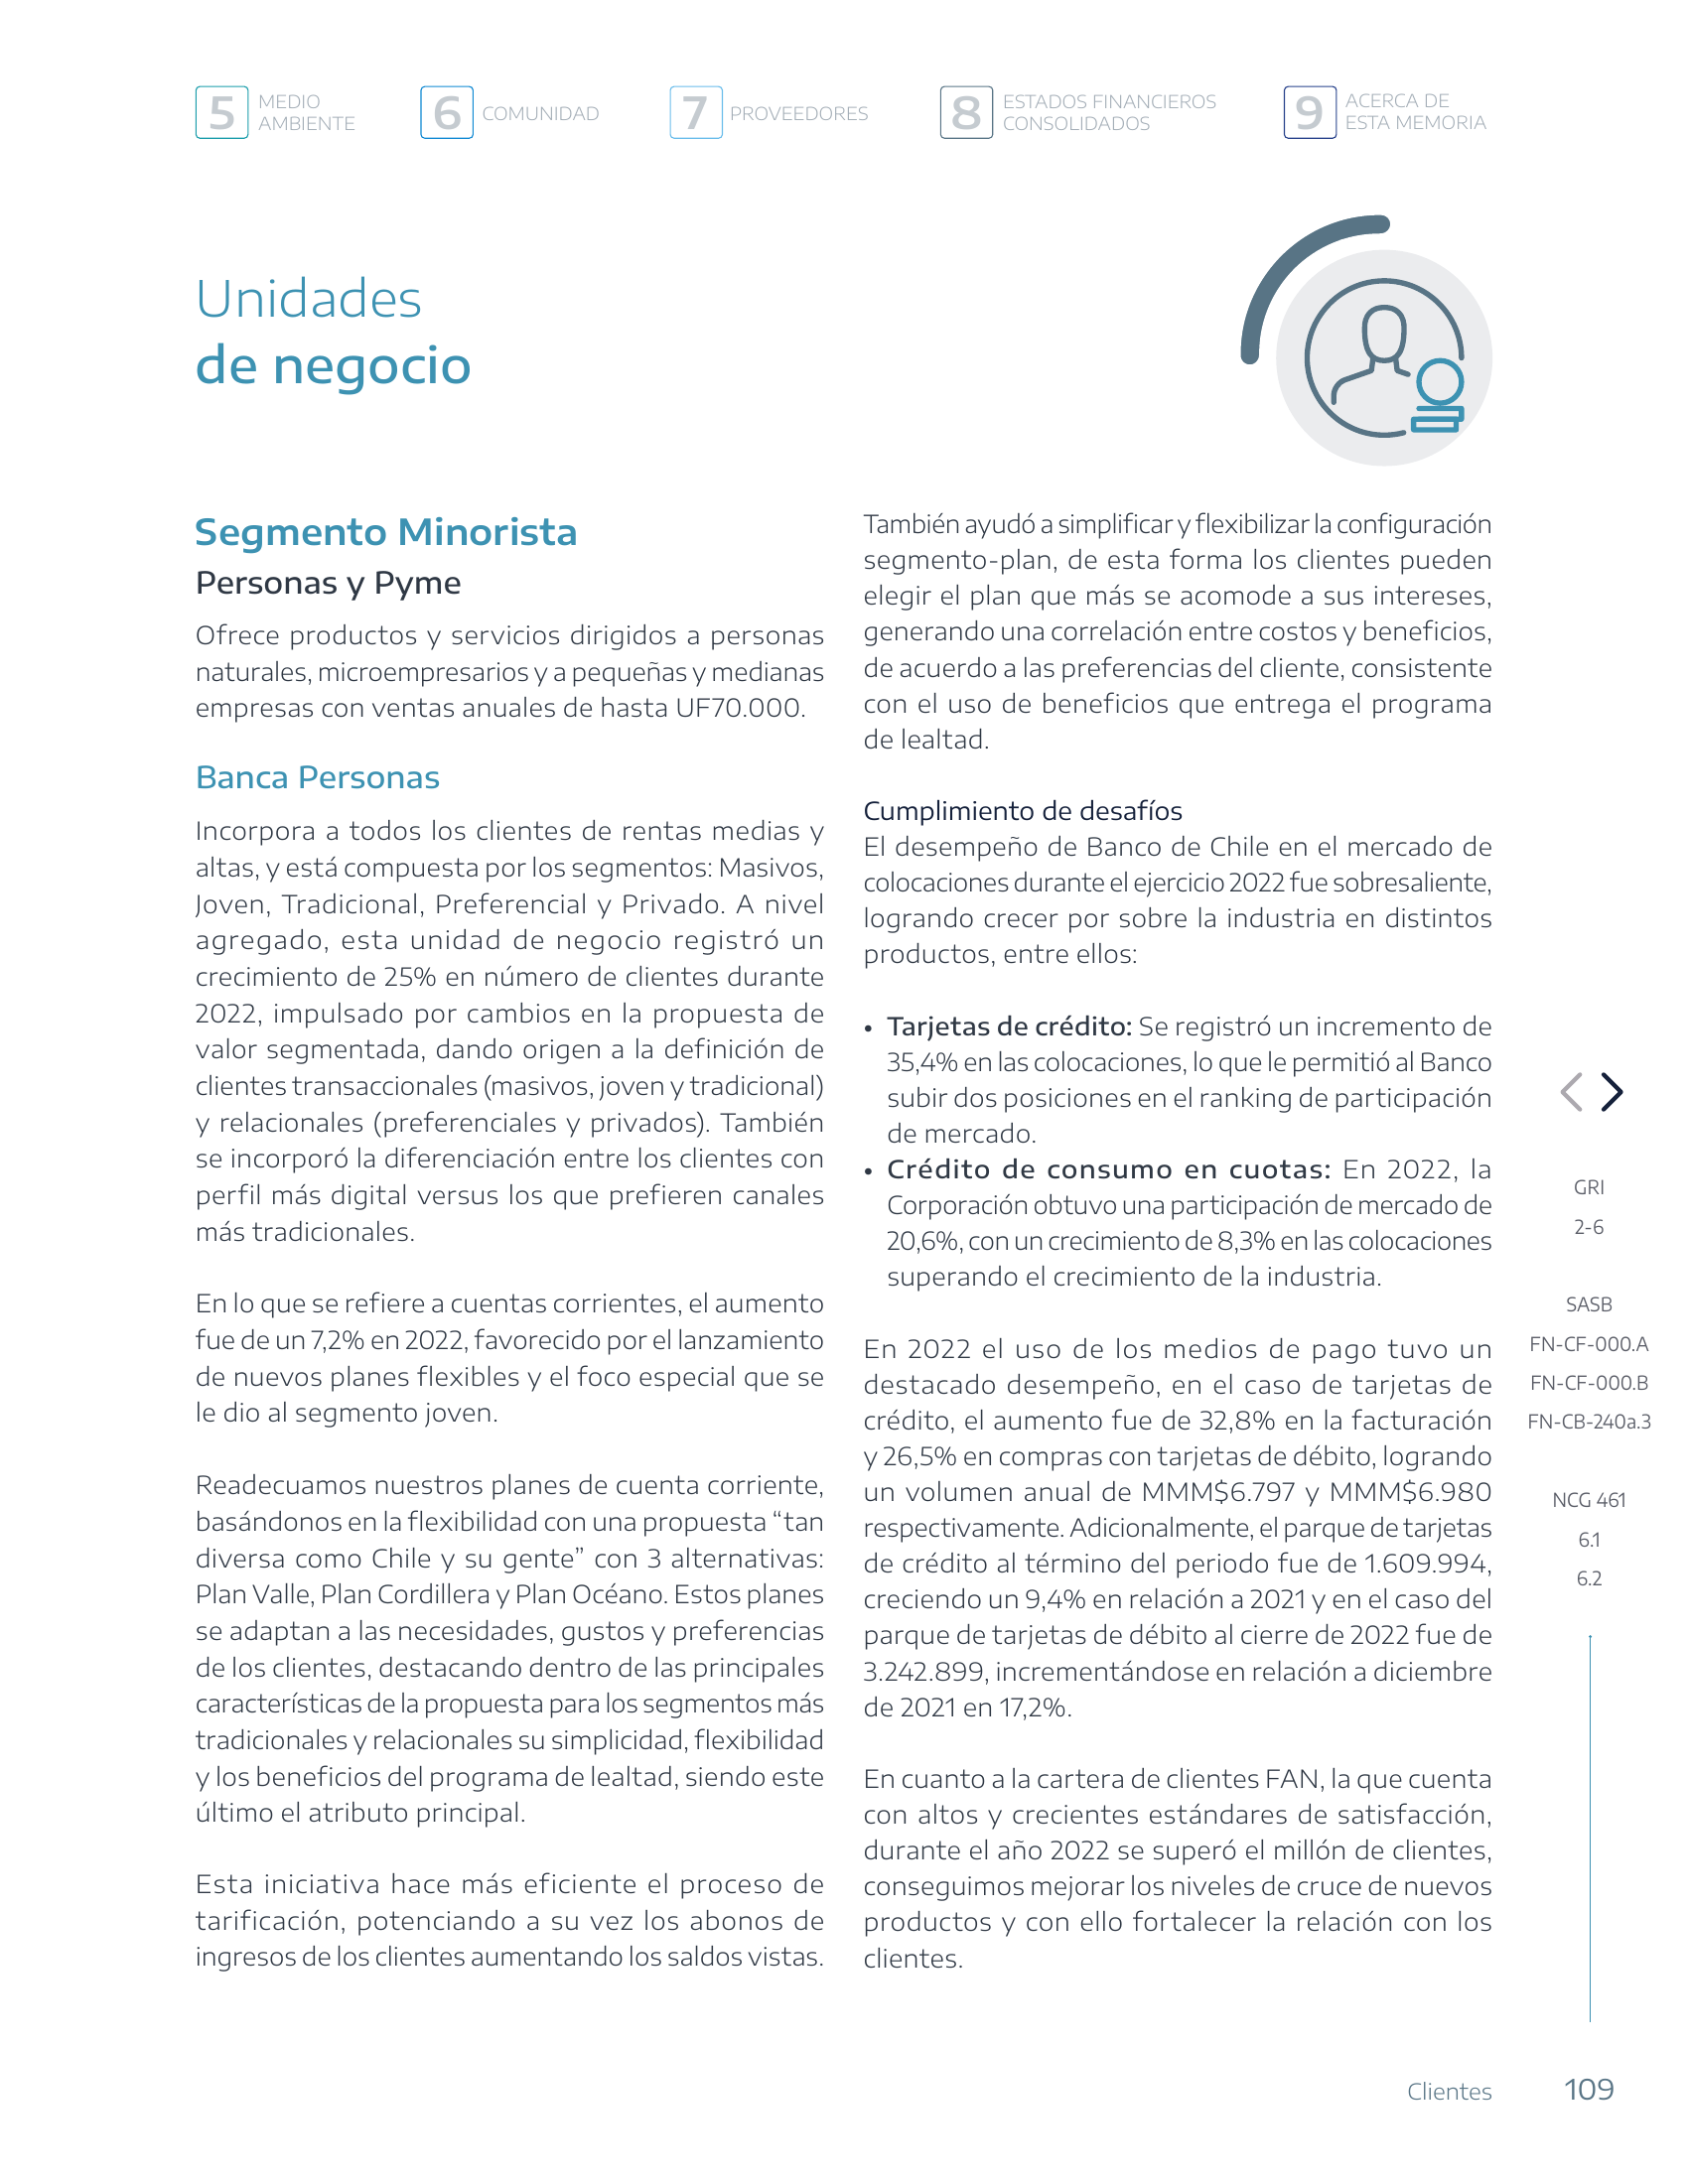 5 MEDIO
AMBIENTE
6 COMUNIDAD
7 PROVEEDORES
8 ESTADOS FINANCIEROS
CONSOLIDADOS
9 ACERCA DE
ESTA MEMORIA
Unidades
de negocio
Segmento Minorista
Personas y Pyme
Ofrece productos y servicios dirigidos a personas
naturales, microempresarios y a pequeñas y medianas
empresas con ventas anuales de hasta UF70.000.
Banca Personas
Incorpora a todos los clientes de rentas medias y
altas, y está compuesta por los segmentos: Masivos,
Joven, Tradicional, Preferencial y Privado. A nivel
agregado, esta unidad de negocio registró un
crecimiento de 25% en número de clientes durante
2022, impulsado por cambios en la propuesta de
valor segmentada, dando origen a la definición de
clientes transaccionales (masivos, joven y tradicional)
y relacionales (preferenciales y privados). También
se incorporó la diferenciación entre los clientes con
perfil más digital versus los que prefieren canales
más tradicionales.
En lo que se refiere a cuentas corrientes, el aumento
fue de un 7,2% en 2022, favorecido por el lanzamiento
de nuevos planes flexibles y el foco especial que se
le dio al segmento joven.
Readecuamos nuestros planes de cuenta corriente,
basándonos en la flexibilidad con una propuesta “tan
diversa como Chile y su gente” con 3 alternativas:
Plan Valle, Plan Cordillera y Plan Océano. Estos planes
se adaptan a las necesidades, gustos y preferencias
de los clientes, destacando dentro de las principales
características de la propuesta para los segmentos más
tradicionales y relacionales su simplicidad, flexibilidad
y los beneficios del programa de lealtad, siendo este
último el atributo principal.
Esta iniciativa hace más eficiente el proceso de
tarificación, potenciando a su vez los abonos de
ingresos de los clientes aumentando los saldos vistas.
También ayudó a simplificar y flexibilizar la configuración
segmento-plan, de esta forma los clientes pueden
elegir el plan que más se acomode a sus intereses,
generando una correlación entre costos y beneficios,
de acuerdo a las preferencias del cliente, consistente
con el uso de beneficios que entrega el programa
de lealtad.
Cumplimiento de desafíos
El desempeño de Banco de Chile en el mercado de
colocaciones durante el ejercicio 2022 fue sobresaliente,
logrando crecer por sobre la industria en distintos
productos, entre ellos:
• Tarjetas de crédito: Se registró un incremento de
35,4% en las colocaciones, lo que le permitió al Banco
subir dos posiciones en el ranking de participación
de mercado.
• Crédito de consumo en cuotas: En 2022, la
Corporación obtuvo una participación de mercado de
20,6%, con un crecimiento de 8,3% en las colocaciones
superando el crecimiento de la industria.
En 2022 el uso de los medios de pago tuvo un
destacado desempeño, en el caso de tarjetas de
crédito, el aumento fue de 32,8% en la facturación
y 26,5% en compras con tarjetas de débito, logrando
un volumen anual de MMM$6.797 y MMM$6.980
respectivamente. Adicionalmente, el parque de tarjetas
de crédito al término del periodo fue de 1.609.994,
creciendo un 9,4% en relación a 2021 y en el caso del
parque de tarjetas de débito al cierre de 2022 fue de
3.242.899, incrementándose en relación a diciembre
de 2021 en 17,2%.
En cuanto a la cartera de clientes FAN, la que cuenta
con altos y crecientes estándares de satisfacción,
durante el año 2022 se superó el millón de clientes,
conseguimos mejorar los niveles de cruce de nuevos
productos y con ello fortalecer la relación con los
clientes.
GRI
2-6
SASB
FN-CF-000.A
FN-CF-000.B
FN-CB-240a.3
NCG 461
6.1
6.2
Clientes 109